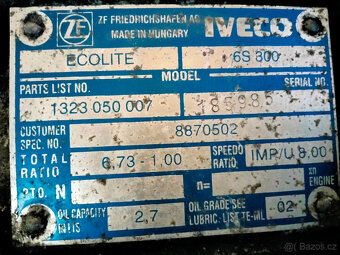 ZF FRIEDRICHSHAFEN AG
MADE IN HUNGARY
IVECO
ZF
ECOLITE 6S 300
MODEL
PARTS LIST NO. SERIAL NO.
1323 050 007
CUSTOMER SPEC. NO. 8870502
TOTAL RATIO 6,73-1,00 SPEEDO RATIO IMP/U 8,00
PTO. N n= xn ENGINE
OIL CAPACITY 2,7 OIL GRADE SEE LUBRIC. LIST TE-ML 02
Bazoš.cz